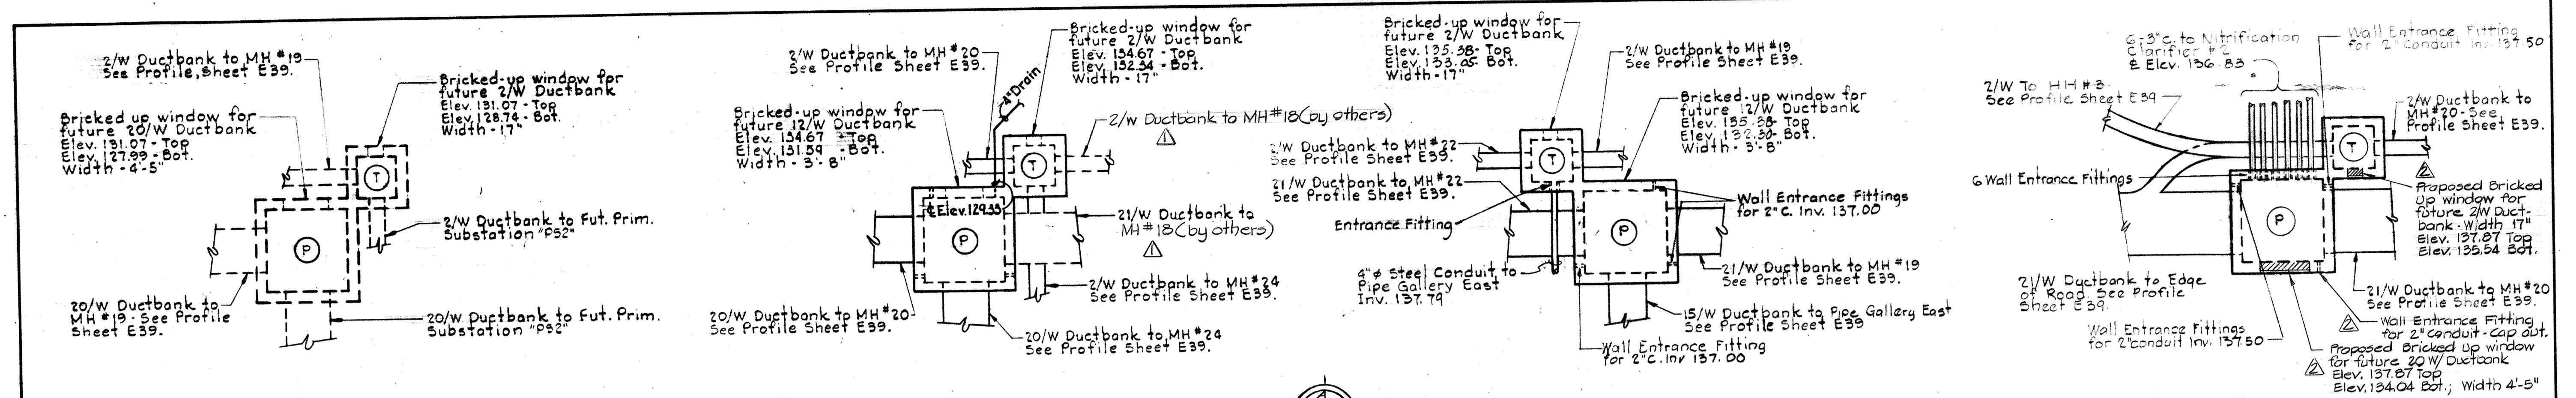 2/W Ductbank to MH #19
See Profile, Sheet E39.
Bricked up window for
future 20/W Ductbank
Elev. 131.07 - Top
Elev. 127.99 - Bot.
Width - 4'-5"
Bricked-up window for
future 2/W Ductbank
Elev. 131.07 - Top
Elev. 128.74 - Bot.
Width - 17"
T
P
2/W Ductbank to Fut. Prim.
Substation "PS2"
20/W Ductbank to
MH #19 - See Profile
Sheet E39.
20/W Ductbank to Fut. Prim.
Substation "PS2"
2/W Ductbank to MH #20
See Profile Sheet E39.
Bricked-up window for
future 2/W Ductbank
Elev. 134.67 - Top
Elev. 132.34 - Bot.
Width - 17"
4" Drain
Bricked-up window for
future 12/W Ductbank
Elev. 134.67 - Top
Elev. 131.59 - Bot.
Width - 3'-8"
2/W Ductbank to MH #18 (by others)
1
T
℄ Elev. 129.33
P
21/W Ductbank to
MH #18 (by others)
1
2/W Ductbank to MH #24
See Profile Sheet E39.
20/W Ductbank to MH #20
See Profile Sheet E39.
20/W Ductbank to MH #24
See Profile Sheet E39.
Bricked-up window for
future 2/W Ductbank
Elev. 135.38 - Top
Elev. 133.05 - Bot.
Width - 17"
2/W Ductbank to MH #19
See Profile Sheet E39.
Bricked-up window for
future 12/W Ductbank
Elev. 135.38 - Top
Elev. 132.30 - Bot.
Width - 3'-8"
2/W Ductbank to MH #22
See Profile Sheet E39.
T
21/W Ductbank to MH #22
See Profile Sheet E39.
Entrance Fitting
Wall Entrance Fittings
for 2"C. Inv. 137.00
P
4"ø Steel Conduit to
Pipe Gallery East
Inv. 137.79
21/W Ductbank to MH #19
See Profile Sheet E39.
15/W Ductbank to Pipe Gallery East
See Profile Sheet E39
Wall Entrance Fitting
for 2"C. Inv 137.00
6-3"C. to Nitrification
Clarifier #2
℄ Elev. 136.83
Wall Entrance Fitting
for 2" Conduit Inv. 137.50
2/W To HH #3
See Profile Sheet E39
2/W Ductbank to
MH #20 - See
Profile Sheet E39.
T
6 Wall Entrance Fittings
2
Proposed Bricked
Up window for
future 2/W Duct-
bank - Width 17"
Elev. 137.87 Top
Elev. 135.54 Bot.
P
21/W Ductbank to Edge
of Road. See Profile
Sheet E39.
21/W Ductbank to MH #20
See Profile Sheet E39.
Wall Entrance Fittings
for 2" conduit Inv. 137.50
2
Wall Entrance Fitting
for 2" Conduit - Cap out.
2
Proposed Bricked Up window
for future 20 W/ Ductbank
Elev. 137.87 Top
Elev. 134.04 Bot.; Width 4'-5"